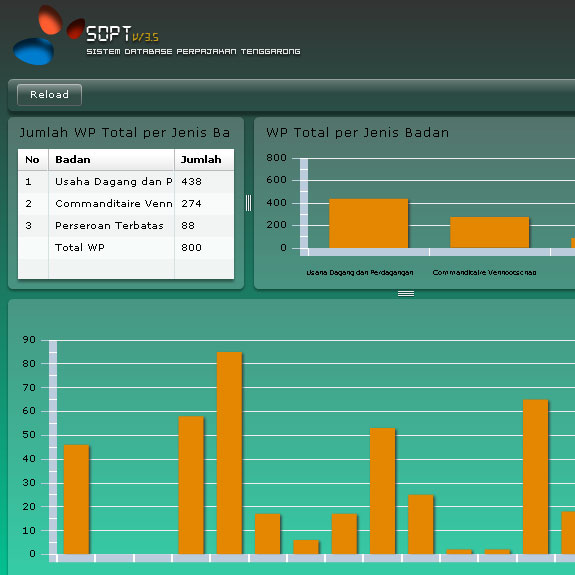 SDPT V/3.5
SISTEM DATABASE PERPAJAKAN TENGGARONG
Reload
Jumlah WP Total per Jenis Ba
No Badan Jumlah
1 Usaha Dagang dan P 438
2 Commanditaire Venn 274
3 Perseroan Terbatas 88
Total WP 800
WP Total per Jenis Badan
800
600
400
200
0
Usaha Dagang dan Perdagangan Commanditaire Vennootschap
90
80
70
60
50
40
30
20
10
0